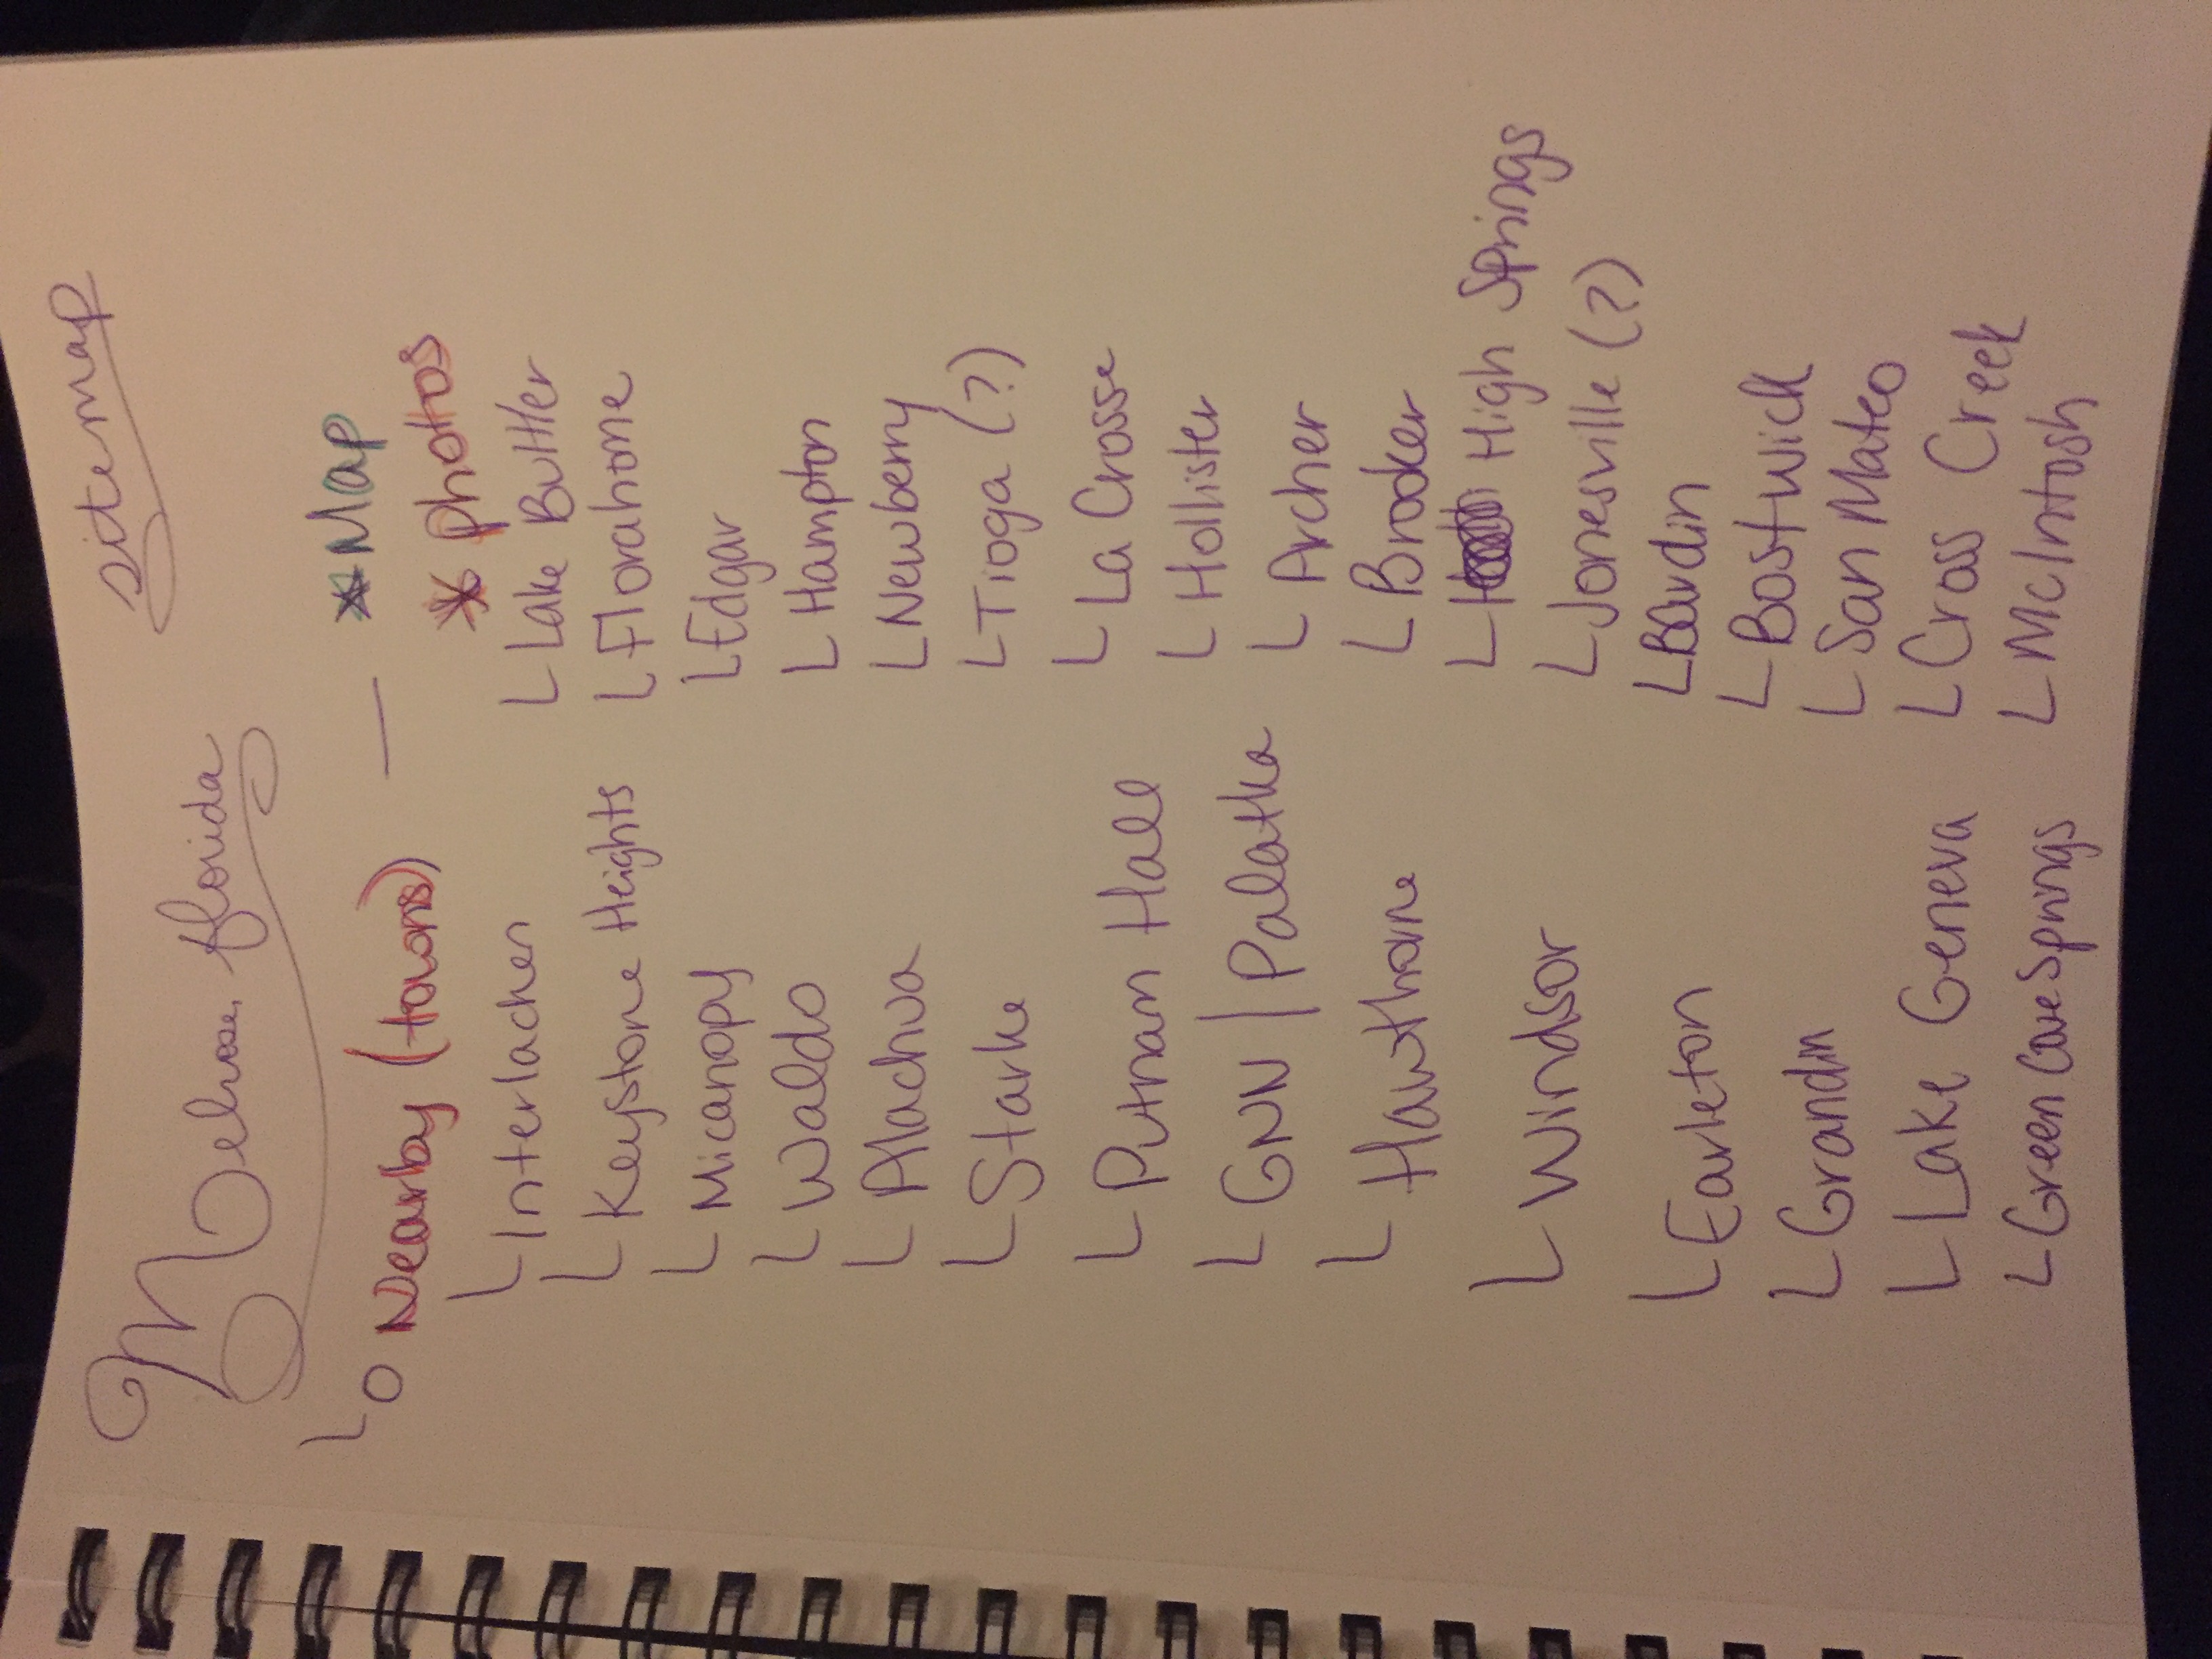 Melrose, florida
sitemap
Nearby (towns) — * Map
* photos
Interlachen
Keystone Heights
Micanopy
Waldo
Alachua
Starke
Putnam Hall
GNV | Palatka
Hawthorne
Windsor
Earleton
Grandin
Lake Geneva
Green Cove Springs
Lake Butler
Florahome
Edgar
Hampton
Newberry
Tioga (?)
La Crosse
Hollister
Archer
Brooker
High Springs
Jonesville (?)
Bardin
Bostwick
San Mateo
Cross Creek
McIntosh